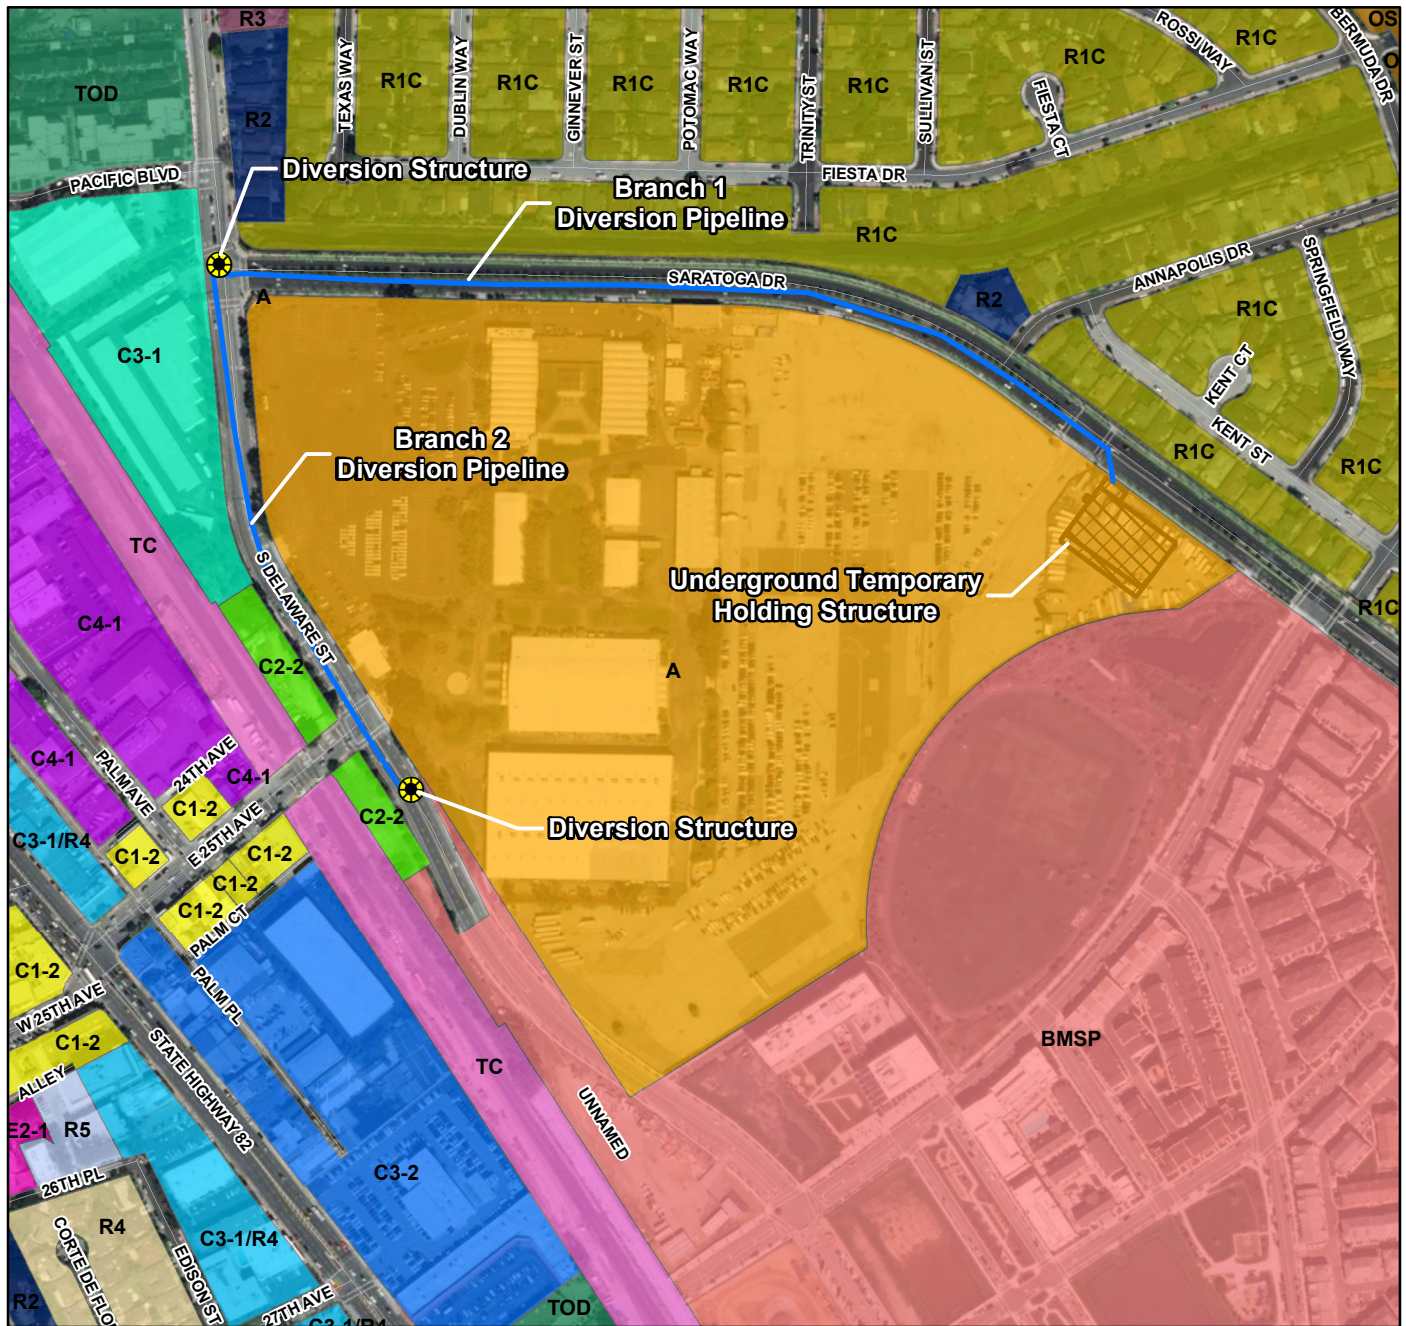 R3
OS
TOD
R2
TEXAS WAY
R1C
DUBLIN WAY
R1C
GINNEVER ST
R1C
POTOMAC WAY
R1C
TRINITY ST
R1C
SULLIVAN ST
R1C
FIESTA CT
ROSSI WAY
R1C
BERMUDA DR
O
PACIFIC BLVD
Diversion Structure
FIESTA DR
Branch 1
Diversion Pipeline
R1C
SARATOGA DR
ANNAPOLIS DR
SPRINGFIELD WAY
R2
R1C
A
C3-1
KENT CT
KENT ST
R1C
R1C
Branch 2
Diversion Pipeline
TC
S DELAWARE ST
Underground Temporary
Holding Structure
R1C
C4-1
C2-2
A
C4-1
PALM AVE
24TH AVE
C4-1
C1-2
C2-2
E 25TH AVE
C3-1/R4
C1-2
C1-2
C1-2
C1-2
Diversion Structure
PALM CT
C1-2
W 25TH AVE
PALM PL
C1-2
STATE HIGHWAY 82
TC
BMSP
ALLEY
E2-1
R5
UNNAMED
26TH PL
C3-2
R4
CORTE DE FLO
EDISON ST
C3-1/R4
R2
27TH AVE
C3-1/R4
TOD